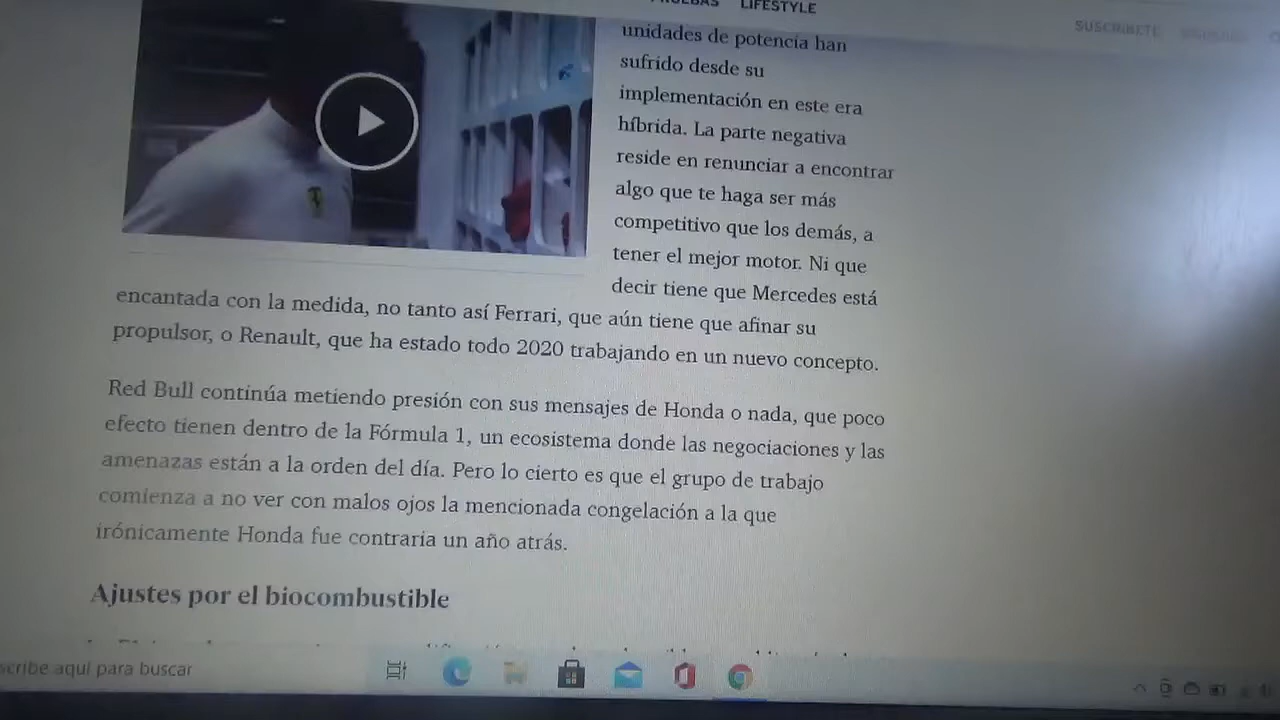 LIFESTYLE
SUSCRÍBETE
unidades de potencia han
sufrido desde su
implementación en este era
híbrida. La parte negativa
reside en renunciar a encontrar
algo que te haga ser más
competitivo que los demás, a
tener el mejor motor. Ni que
decir tiene que Mercedes está
encantada con la medida, no tanto así Ferrari, que aún tiene que afinar su
propulsor, o Renault, que ha estado todo 2020 trabajando en un nuevo concepto.
Red Bull continúa metiendo presión con sus mensajes de Honda o nada, que poco
efecto tienen dentro de la Fórmula 1, un ecosistema donde las negociaciones y las
amenazas están a la orden del día. Pero lo cierto es que el grupo de trabajo
comienza a no ver con malos ojos la mencionada congelación a la que
irónicamente Honda fue contraria un año atrás.
Ajustes por el biocombustible
scribe aquí para buscar